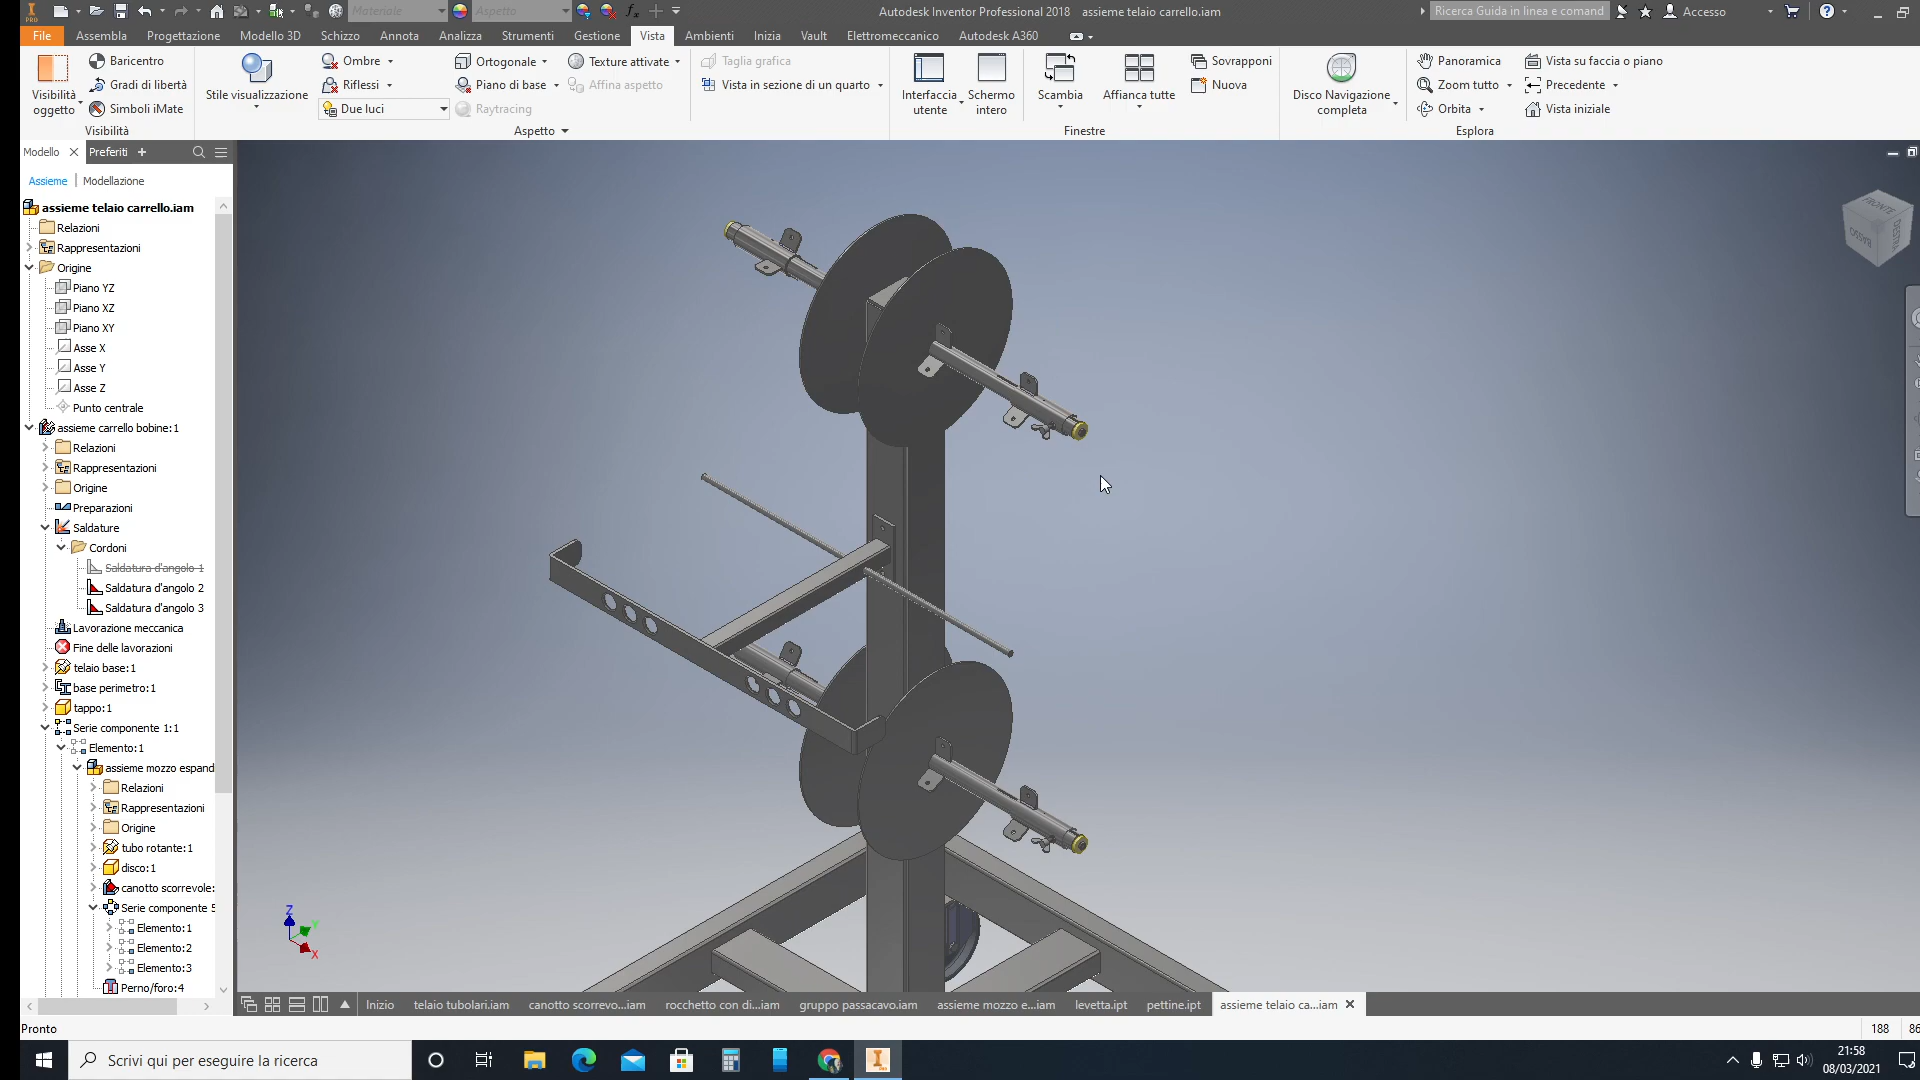 Materiale
Aspetto
fx
Autodesk Inventor Professional 2018 assieme telaio carrello.iam
Ricerca Guida in linea e comand
Accesso
File
Assembla
Progettazione
Modello 3D
Schizzo
Annota
Analizza
Strumenti
Gestione
Vista
Ambienti
Inizia
Vault
Elettromeccanico
Autodesk A360
Visibilità
oggetto
Baricentro
Gradi di libertà
Simboli iMate
Visibilità
Stile visualizzazione
Ombre
Riflessi
Due luci
Ortogonale
Piano di base
Raytracing
Texture attivate
Affina aspetto
Aspetto
Taglia grafica
Vista in sezione di un quarto
Interfaccia
utente
Schermo
intero
Scambia
Affianca tutte
Sovrapponi
Nuova
Finestre
Disco Navigazione
completa
Panoramica
Zoom tutto
Orbita
Vista su faccia o piano
Precedente
Vista iniziale
Esplora
Modello
Preferiti
Assieme
Modellazione
assieme telaio carrello.iam
Relazioni
Rappresentazioni
Origine
Piano YZ
Piano XZ
Piano XY
Asse X
Asse Y
Asse Z
Punto centrale
assieme carrello bobine:1
Relazioni
Rappresentazioni
Origine
Preparazioni
Saldature
Cordoni
Saldatura d'angolo 1
Saldatura d'angolo 2
Saldatura d'angolo 3
Lavorazione meccanica
Fine delle lavorazioni
telaio base:1
base perimetro:1
tappo:1
Serie componente 1:1
Elemento:1
assieme mozzo espand
Relazioni
Rappresentazioni
Origine
tubo rotante:1
disco:1
canotto scorrevole:
Serie componente 5
Elemento:1
Elemento:2
Elemento:3
Perno/foro:4
FRONTE
BASSO
Z
Y
X
Inizio
telaio tubolari.iam
canotto scorrevo...iam
rocchetto con di...iam
gruppo passacavo.iam
assieme mozzo e...iam
levetta.ipt
pettine.ipt
assieme telaio ca...iam
Pronto
188
86
Scrivi qui per eseguire la ricerca
21:58
08/03/2021